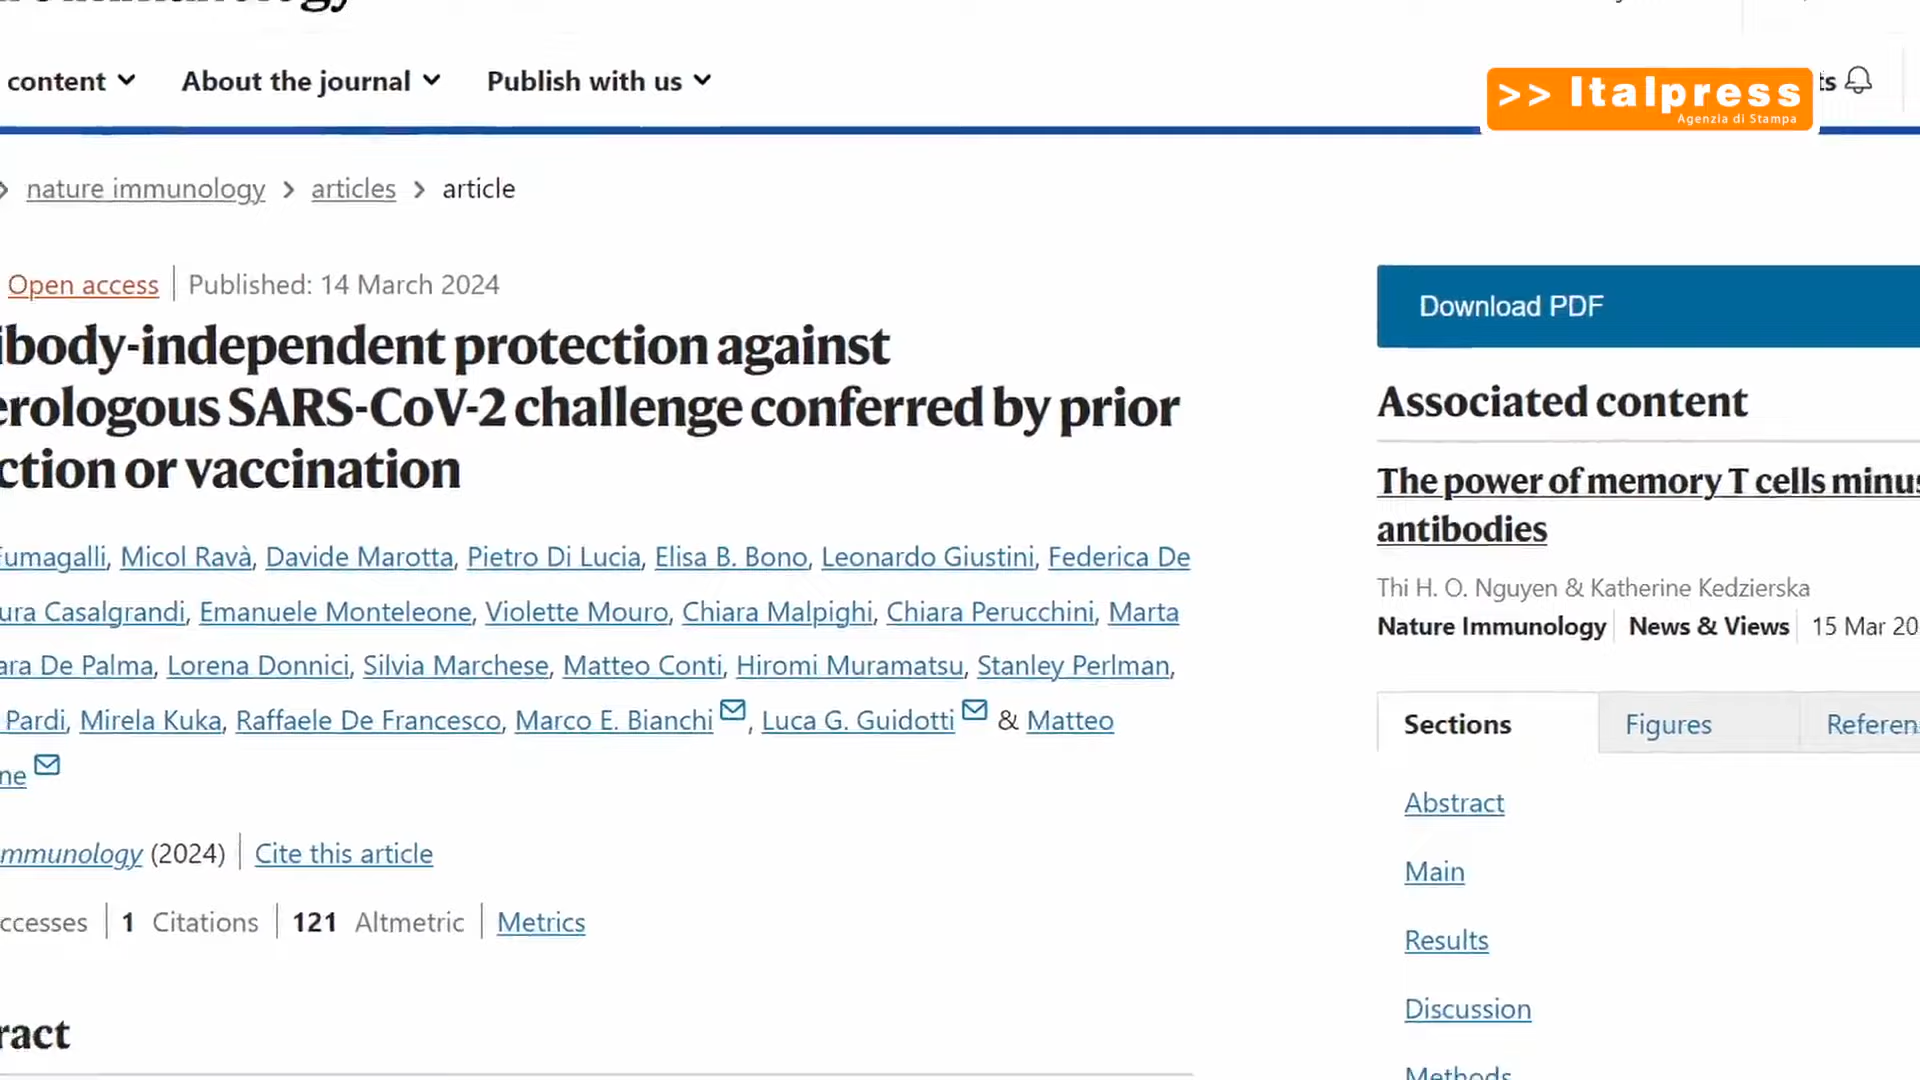 content
About the journal
Publish with us
>> Italpress
Agenzia di Stampa
ts
nature immunology > articles > article
Open access | Published: 14 March 2024
ibody-independent protection against
erologous SARS-CoV-2 challenge conferred by prior
ction or vaccination
Fumagalli, Micol Ravà, Davide Marotta, Pietro Di Lucia, Elisa B. Bono, Leonardo Giustini, Federica De
ura Casalgrandi, Emanuele Monteleone, Violette Mouro, Chiara Malpighi, Chiara Perucchini, Marta
ara De Palma, Lorena Donnici, Silvia Marchese, Matteo Conti, Hiromi Muramatsu, Stanley Perlman,
Pardi, Mirela Kuka, Raffaele De Francesco, Marco E. Bianchi, Luca G. Guidotti & Matteo
ne
mmunology (2024) | Cite this article
ccesses | 1 Citations | 121 Altmetric | Metrics
ract
Download PDF
Associated content
The power of memory T cells minus
antibodies
Thi H. O. Nguyen & Katherine Kedzierska
Nature Immunology | News & Views | 15 Mar 20
Sections
Figures
Referen
Abstract
Main
Results
Discussion
Methods